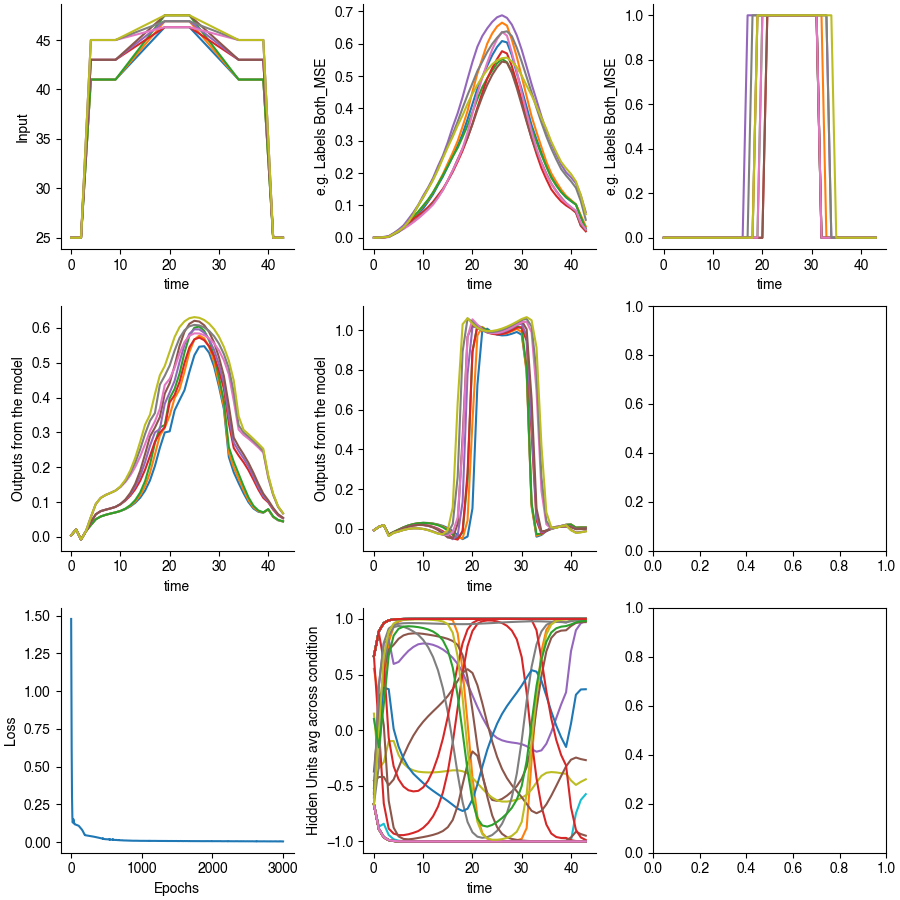 45
40
35
30
25
Input
0 10 20 30 40
time
0.7
0.6
0.5
0.4
0.3
0.2
0.1
0.0
e.g. Labels Both_MSE
0 10 20 30 40
time
1.0
0.8
0.6
0.4
0.2
0.0
e.g. Labels Both_MSE
0 20 40
time
0.6
0.5
0.4
0.3
0.2
0.1
0.0
Outputs from the model
0 10 20 30 40
time
1.0
0.8
0.6
0.4
0.2
0.0
Outputs from the model
0 10 20 30 40
time
1.0
0.8
0.6
0.4
0.2
0.0
0.0 0.2 0.4 0.6 0.8 1.0
1.50
1.25
1.00
0.75
0.50
0.25
0.00
Loss
0 1000 2000 3000
Epochs
1.0
0.5
0.0
−0.5
−1.0
Hidden Units avg across condition
0 10 20 30 40
time
1.0
0.8
0.6
0.4
0.2
0.0
0.0 0.2 0.4 0.6 0.8 1.0